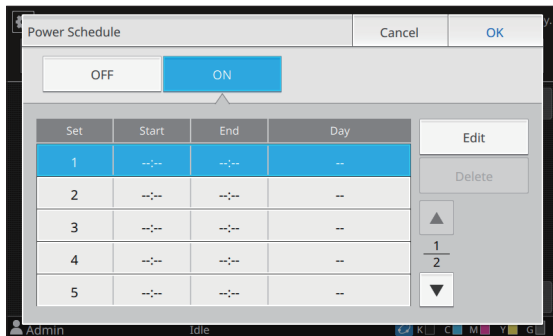 Power Schedule Cancel OK
OFF ON
Set Start End Day Edit
1 --:-- --:-- --
Delete
2 --:-- --:-- --
3 --:-- --:-- --
1
4 --:-- --:-- --
2
5 --:-- --:-- --
Admin Idle K C M Y G